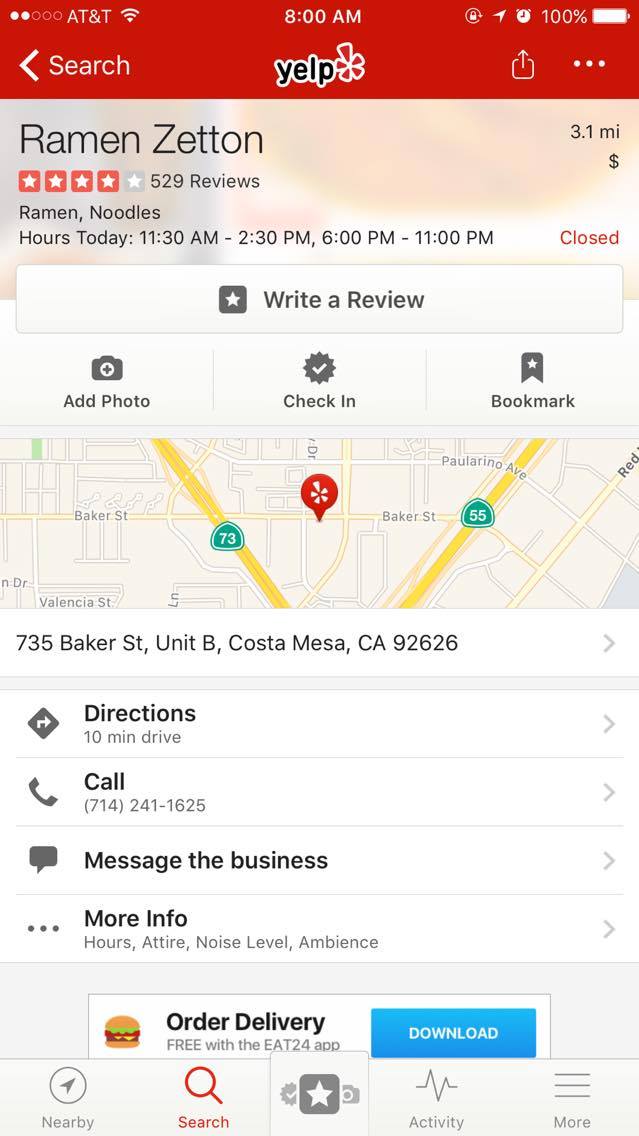 AT&T 8:00 AM 100%
Search
yelp
Ramen Zetton
3.1 mi
$
529 Reviews
Ramen, Noodles
Hours Today: 11:30 AM - 2:30 PM, 6:00 PM - 11:00 PM Closed
Write a Review
Add Photo
Check In
Bookmark
Dr
Paularino Ave
Red
Baker St
Baker St
55
73
n Dr
Valencia St
Ln
735 Baker St, Unit B, Costa Mesa, CA 92626
Directions
10 min drive
Call
(714) 241-1625
Message the business
More Info
Hours, Attire, Noise Level, Ambience
Order Delivery
FREE with the EAT24 app
DOWNLOAD
Nearby
Search
Activity
More